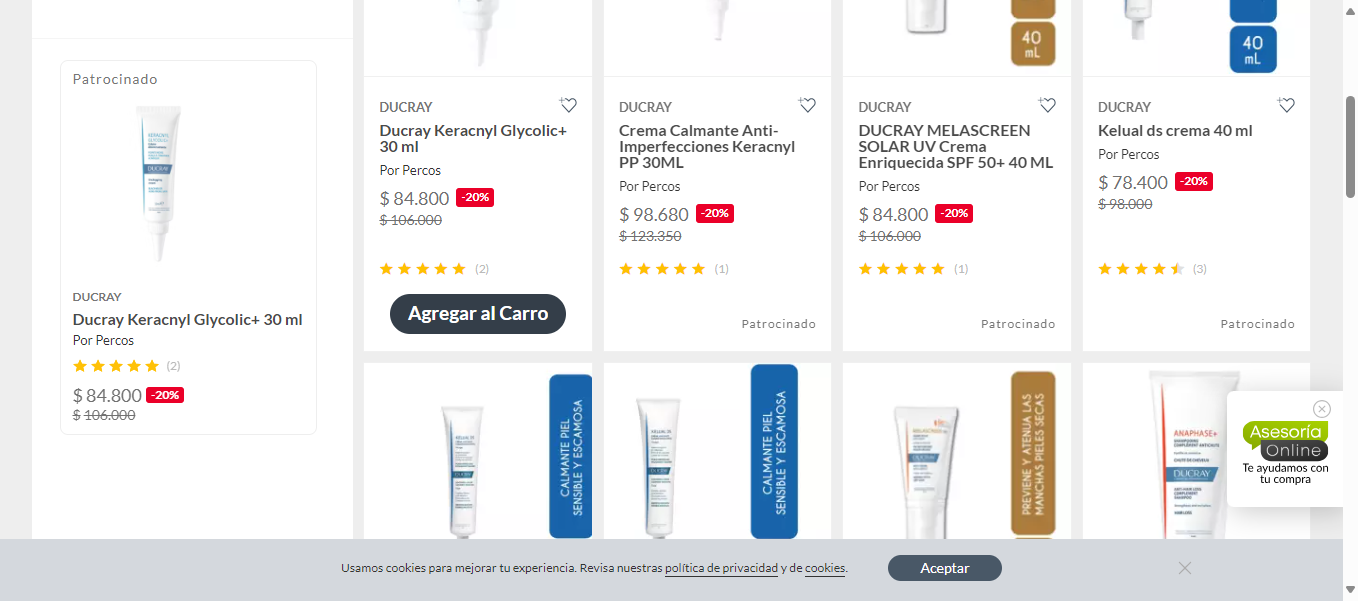 Patrocinado
DUCRAY
DUCRAY
Ducray Keracnyl Glycolic+ 30 ml
Por Percos
(2)
$ 84.800 -20%
$ 106.000
DUCRAY
Ducray Keracnyl Glycolic+
30 ml
Por Percos
$ 84.800 -20%
$ 106.000
(2)
Agregar al Carro
DUCRAY
Crema Calmante Anti-
Imperfecciones Keracnyl
PP 30ML
Por Percos
$ 98.680 -20%
$ 123.350
(1)
Patrocinado
40
mL
DUCRAY
DUCRAY MELASCREEN
SOLAR UV Crema
Enriquecida SPF 50+ 40 ML
Por Percos
$ 84.800 -20%
$ 106.000
(1)
Patrocinado
40
mL
DUCRAY
Kelual ds crema 40 ml
Por Percos
$ 78.400 -20%
$ 98.000
(3)
Patrocinado
DUCRAY
CALMANTE PIEL
SENSIBLE Y ESCAMOSA
DUCRAY
CALMANTE PIEL
SENSIBLE Y ESCAMOSA
DUCRAY
PREVIENE Y ATENUA LAS
MANCHAS PIELES SECAS
ANAPHASE+
DUCRAY
Asesoría
Online
Te ayudamos con
tu compra
Usamos cookies para mejorar tu experiencia. Revisa nuestras política de privacidad y de cookies.
Aceptar